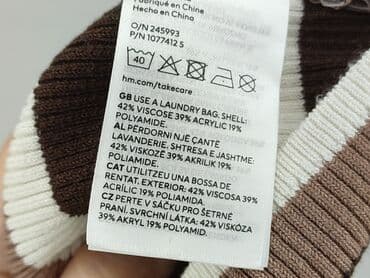 Fabriqué en Chine
Hecho en China
O/N 245993
P/N 1077412 S
40
hm.com/takecare
GB USE A LAUNDRY BAG. SHELL:
42% VISCOSE 39% ACRYLIC 19%
POLYAMIDE.
AL PËRDORNI NJË ÇANTË
LAVANDERIE. SHTRESA E JASHTME:
42% VISKOZË 39% AKRILIK 19%
POLIAMID.
CAT UTILITZEU UNA BOSSA DE
RENTAT. EXTERIOR: 42% VISCOSA 39%
ACRÍLIC 19% POLIAMIDA.
CZ PERTE V SÁČKU PRO ŠETRNÉ
PRANÍ. SVRCHNÍ LÁTKA: 42% VISKÓZA
39% AKRYL 19% POLYAMID.